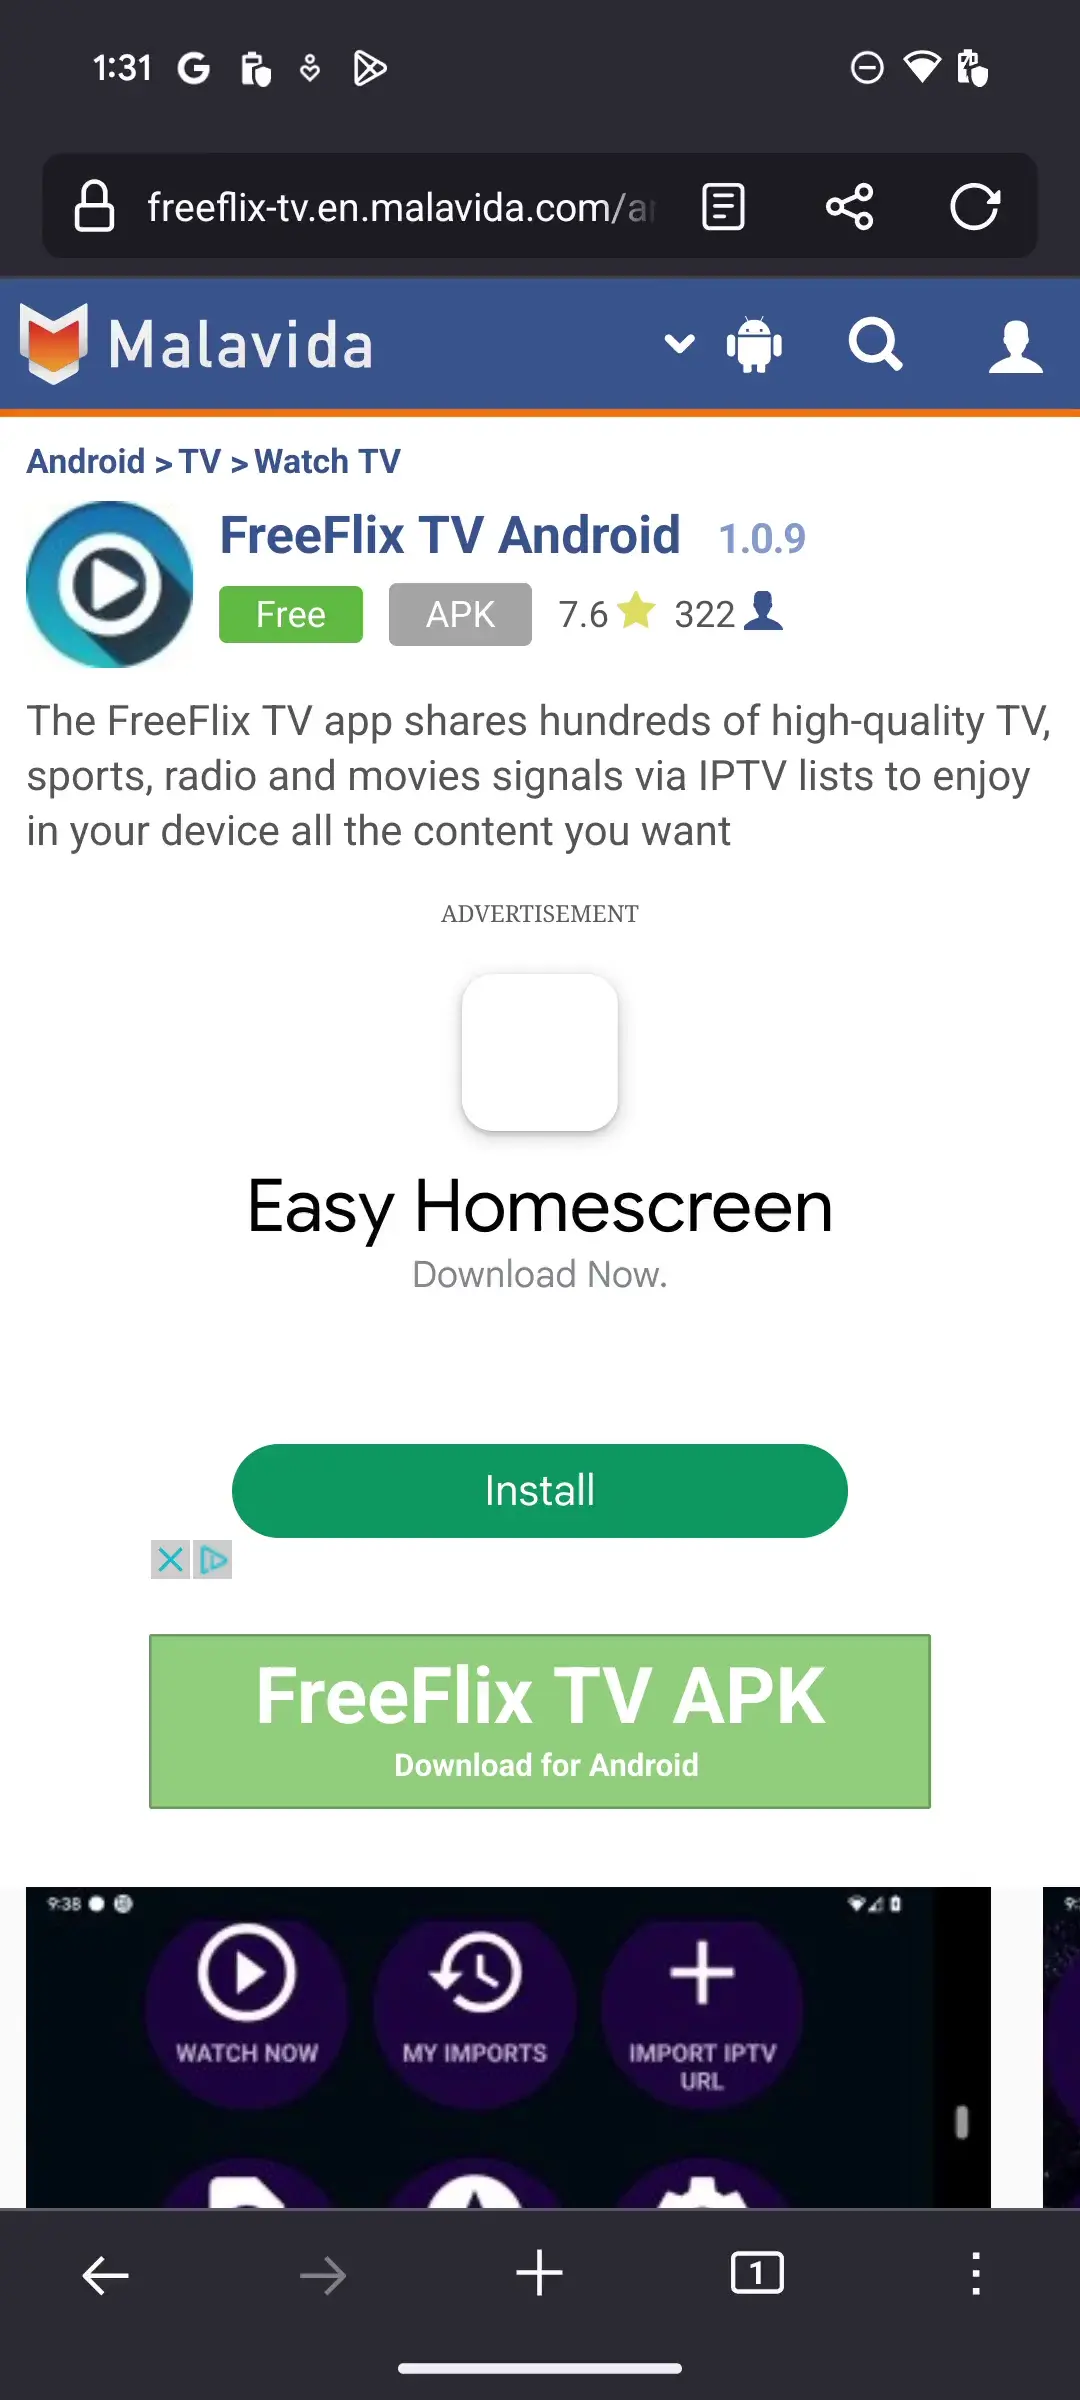 1:31
freeflix-tv.en.malavida.com/a
Malavida
Android > TV > Watch TV
FreeFlix TV Android 1.0.9
Free APK 7.6 322
The FreeFlix TV app shares hundreds of high-quality TV,
sports, radio and movies signals via IPTV lists to enjoy
in your device all the content you want
ADVERTISEMENT
Easy Homescreen
Download Now.
Install
FreeFlix TV APK
Download for Android
9:38
WATCH NOW
MY IMPORTS
IMPORT IPTV
URL
1